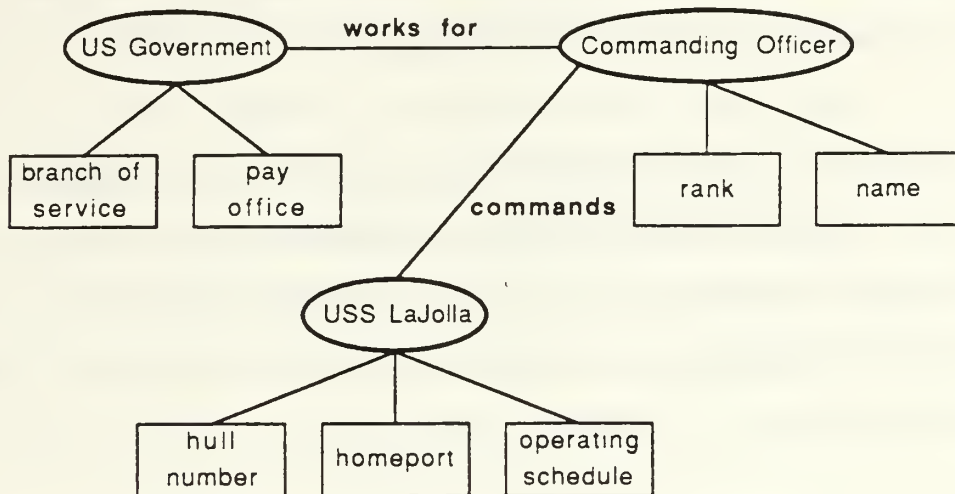 US Government
works for
Commanding Officer
branch of
service
pay
office
rank
name
commands
USS LaJolla
hull
number
homeport
operating
schedule